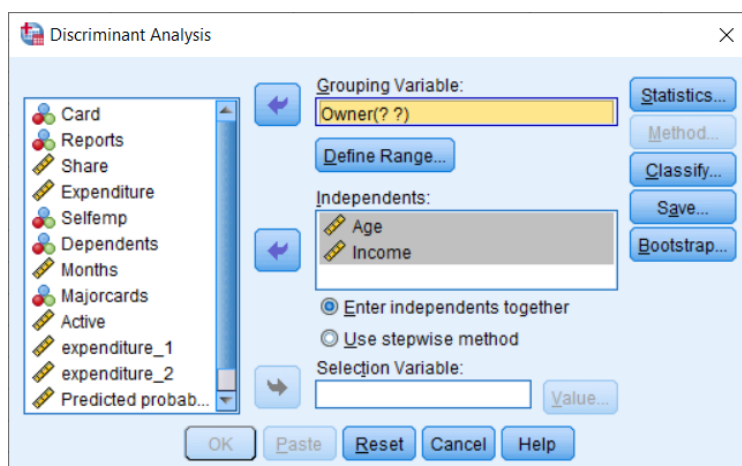 Discriminant Analysis
Card
Reports
Share
Expenditure
Selfemp
Dependents
Months
Majorcards
Active
expenditure_1
expenditure_2
Predicted probab...
Grouping Variable:
Owner(? ?)
Define Range...
Independents:
Age
Income
Enter independents together
Use stepwise method
Selection Variable:
Value...
Statistics...
Method...
Classify...
Save...
Bootstrap...
OK Paste Reset Cancel Help